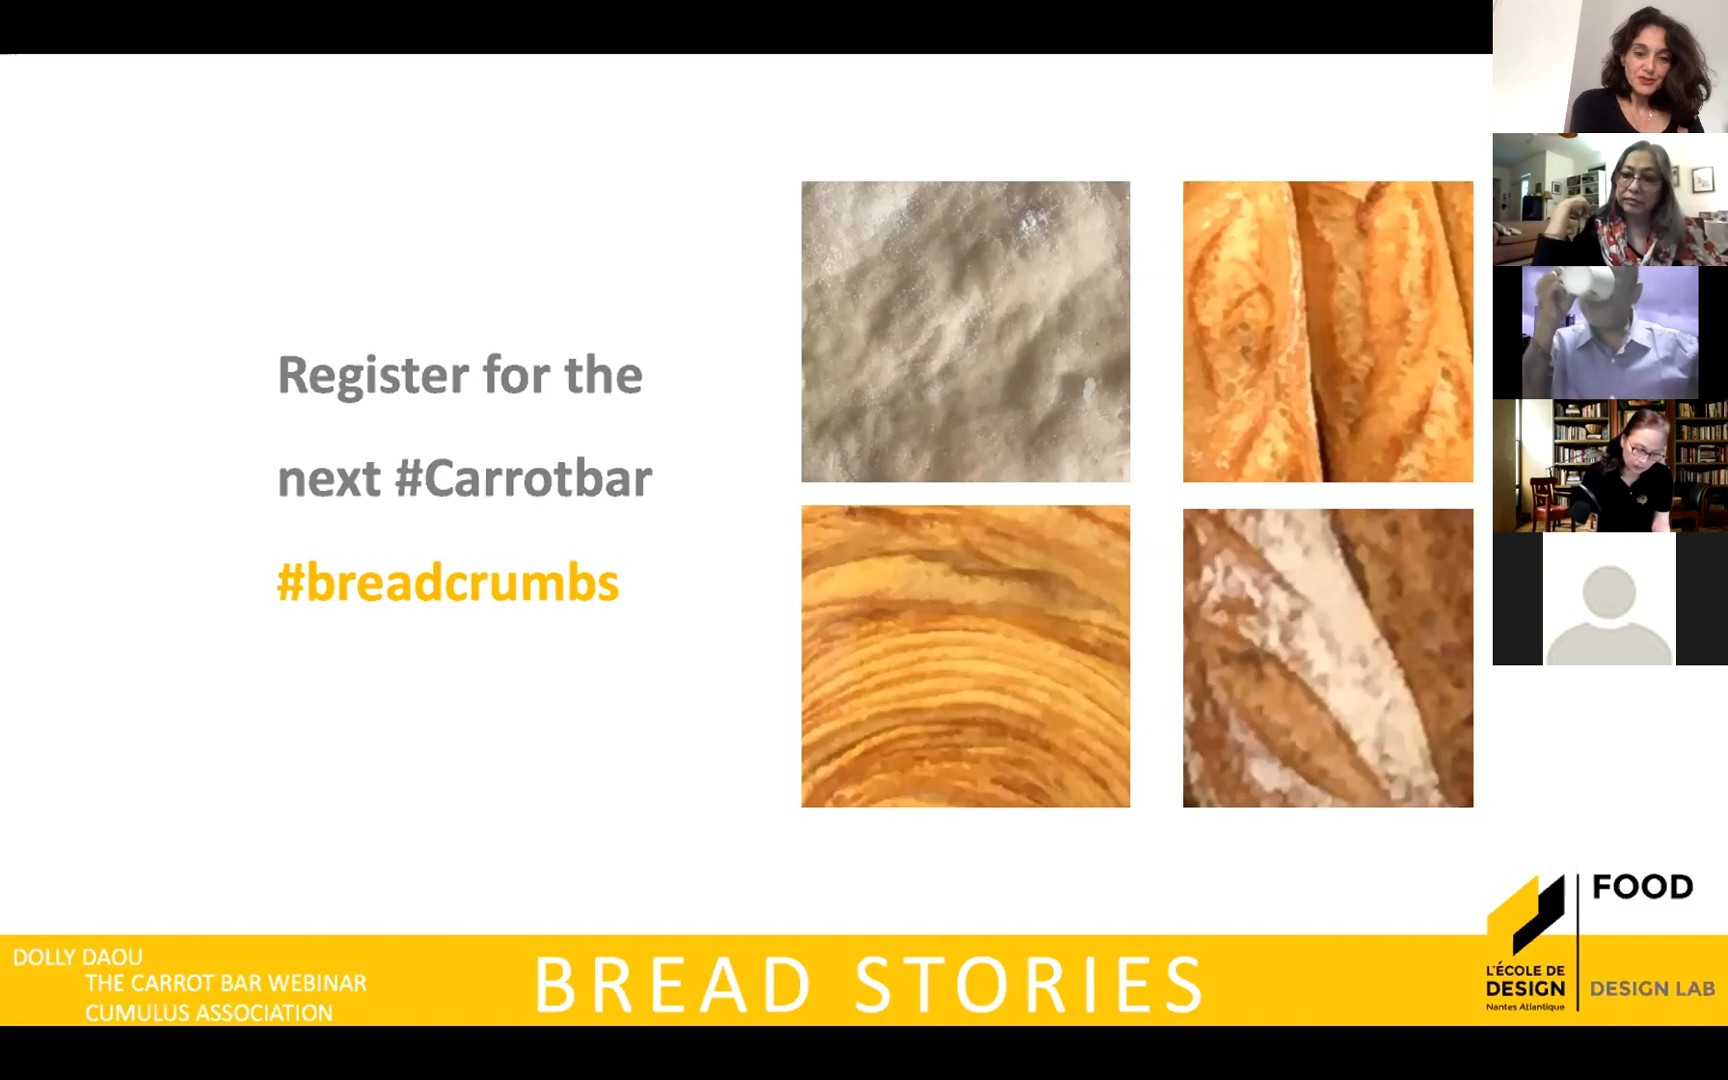 Register for the
next #Carrotbar
#breadcrumbs
DOLLY DAOU
THE CARROT BAR WEBINAR
CUMULUS ASSOCIATION
BREAD STORIES
L'ÉCOLE DE
DESIGN
Nantes Atlantique
FOOD
DESIGN LAB